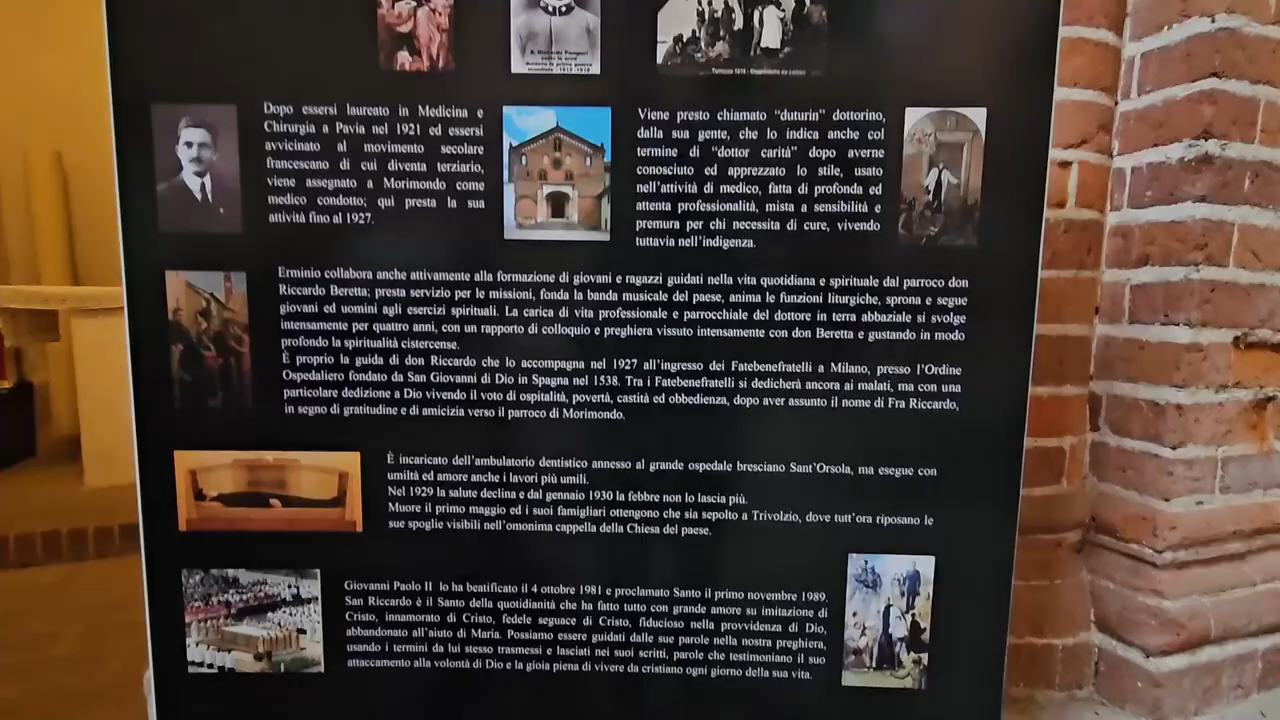 S. Riccardo Pampuri
sotto le armi
durante la prima guerra
mondiale - 1915 -1918
Dopo essersi laureato in Medicina e
Chirurgia a Pavia nel 1921 ed essersi
avvicinato al movimento secolare
francescano di cui diventa terziario,
viene assegnato a Morimondo come
medico condotto; qui presta la sua
attività fino al 1927.
Viene presto chiamato “duturin” dottorino,
dalla sua gente, che lo indica anche col
termine di “dottor carità” dopo averne
conosciuto ed apprezzato lo stile, usato
nell’attività di medico, fatta di profonda ed
attenta professionalità, mista a sensibilità e
premura per chi necessita di cure, vivendo
tuttavia nell’indigenza.
Erminio collabora anche attivamente alla formazione di giovani e ragazzi guidati nella vita quotidiana e spirituale dal parroco don
Riccardo Beretta; presta servizio per le missioni, fonda la banda musicale del paese, anima le funzioni liturgiche, sprona e segue
giovani ed uomini agli esercizi spirituali. La carica di vita professionale e parrocchiale del dottore in terra abbaziale si svolge
intensamente per quattro anni, con un rapporto di colloquio e preghiera vissuto intensamente con don Beretta e gustando in modo
profondo la spiritualità cistercense.
È proprio la guida di don Riccardo che lo accompagna nel 1927 all’ingresso dei Fatebenefratelli a Milano, presso l’Ordine
Ospedaliero fondato da San Giovanni di Dio in Spagna nel 1538. Tra i Fatebenefratelli si dedicherà ancora ai malati, ma con una
particolare dedizione a Dio vivendo il voto di ospitalità, povertà, castità ed obbedienza, dopo aver assunto il nome di Fra Riccardo,
in segno di gratitudine e di amicizia verso il parroco di Morimondo.
È incaricato dell’ambulatorio dentistico annesso al grande ospedale bresciano Sant’Orsola, ma esegue con
umiltà ed amore anche i lavori più umili.
Nel 1929 la salute declina e dal gennaio 1930 la febbre non lo lascia più.
Muore il primo maggio ed i suoi famigliari ottengono che sia sepolto a Trivolzio, dove tutt’ora riposano le
sue spoglie visibili nell’omonima cappella della Chiesa del paese.
Giovanni Paolo II lo ha beatificato il 4 ottobre 1981 e proclamato Santo il primo novembre 1989.
San Riccardo è il Santo della quotidianità che ha fatto tutto con grande amore su imitazione di
Cristo, innamorato di Cristo, fedele seguace di Cristo, fiducioso nella provvidenza di Dio,
abbandonato all’aiuto di Maria. Possiamo essere guidati dalle sue parole nella nostra preghiera,
usando i termini da lui stesso trasmessi e lasciati nei suoi scritti, parole che testimoniano il suo
attaccamento alla volontà di Dio e la gioia piena di vivere da cristiano ogni giorno della sua vita.